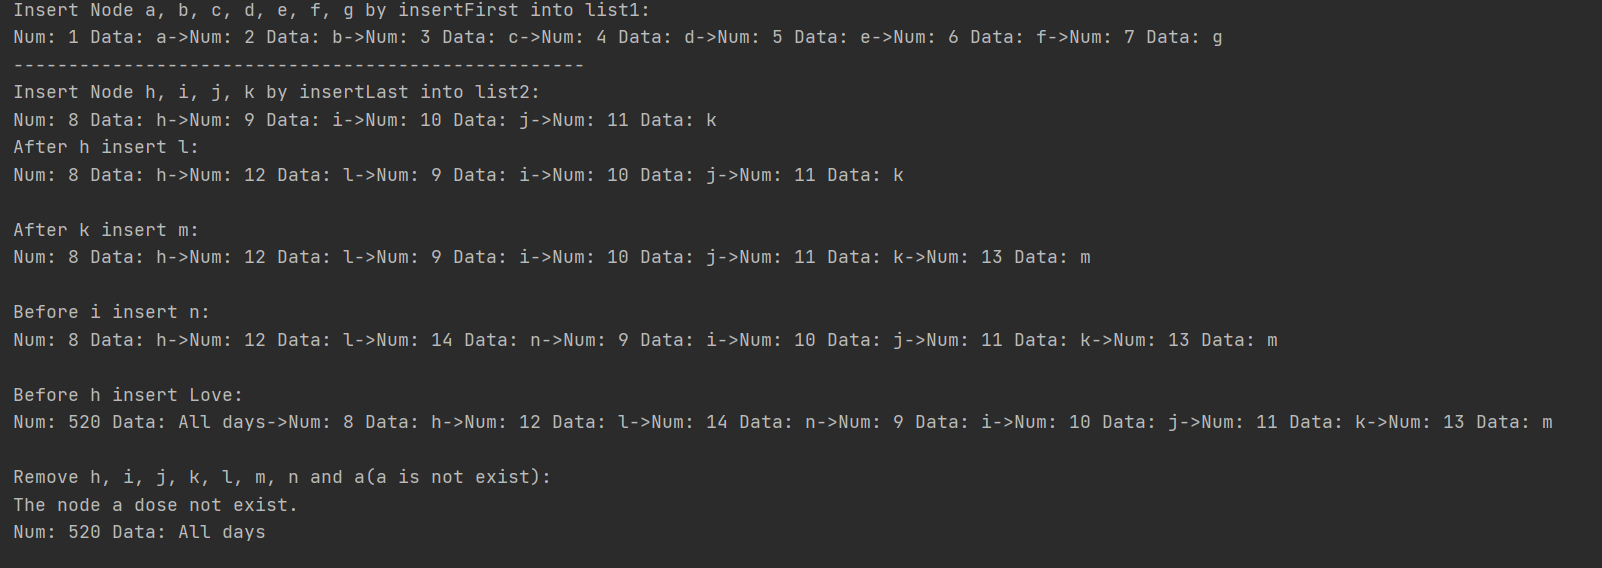 Insert Node a, b, c, d, e, f, g by insertFirst into list1:
Num: 1 Data: a->Num: 2 Data: b->Num: 3 Data: c->Num: 4 Data: d->Num: 5 Data: e->Num: 6 Data: f->Num: 7 Data: g
----------------------------------------------------
Insert Node h, i, j, k by insertLast into list2:
Num: 8 Data: h->Num: 9 Data: i->Num: 10 Data: j->Num: 11 Data: k
After h insert l:
Num: 8 Data: h->Num: 12 Data: l->Num: 9 Data: i->Num: 10 Data: j->Num: 11 Data: k
After k insert m:
Num: 8 Data: h->Num: 12 Data: l->Num: 9 Data: i->Num: 10 Data: j->Num: 11 Data: k->Num: 13 Data: m
Before i insert n:
Num: 8 Data: h->Num: 12 Data: l->Num: 14 Data: n->Num: 9 Data: i->Num: 10 Data: j->Num: 11 Data: k->Num: 13 Data: m
Before h insert Love:
Num: 520 Data: All days->Num: 8 Data: h->Num: 12 Data: l->Num: 14 Data: n->Num: 9 Data: i->Num: 10 Data: j->Num: 11 Data: k->Num: 13 Data: m
Remove h, i, j, k, l, m, n and a(a is not exist):
The node a dose not exist.
Num: 520 Data: All days